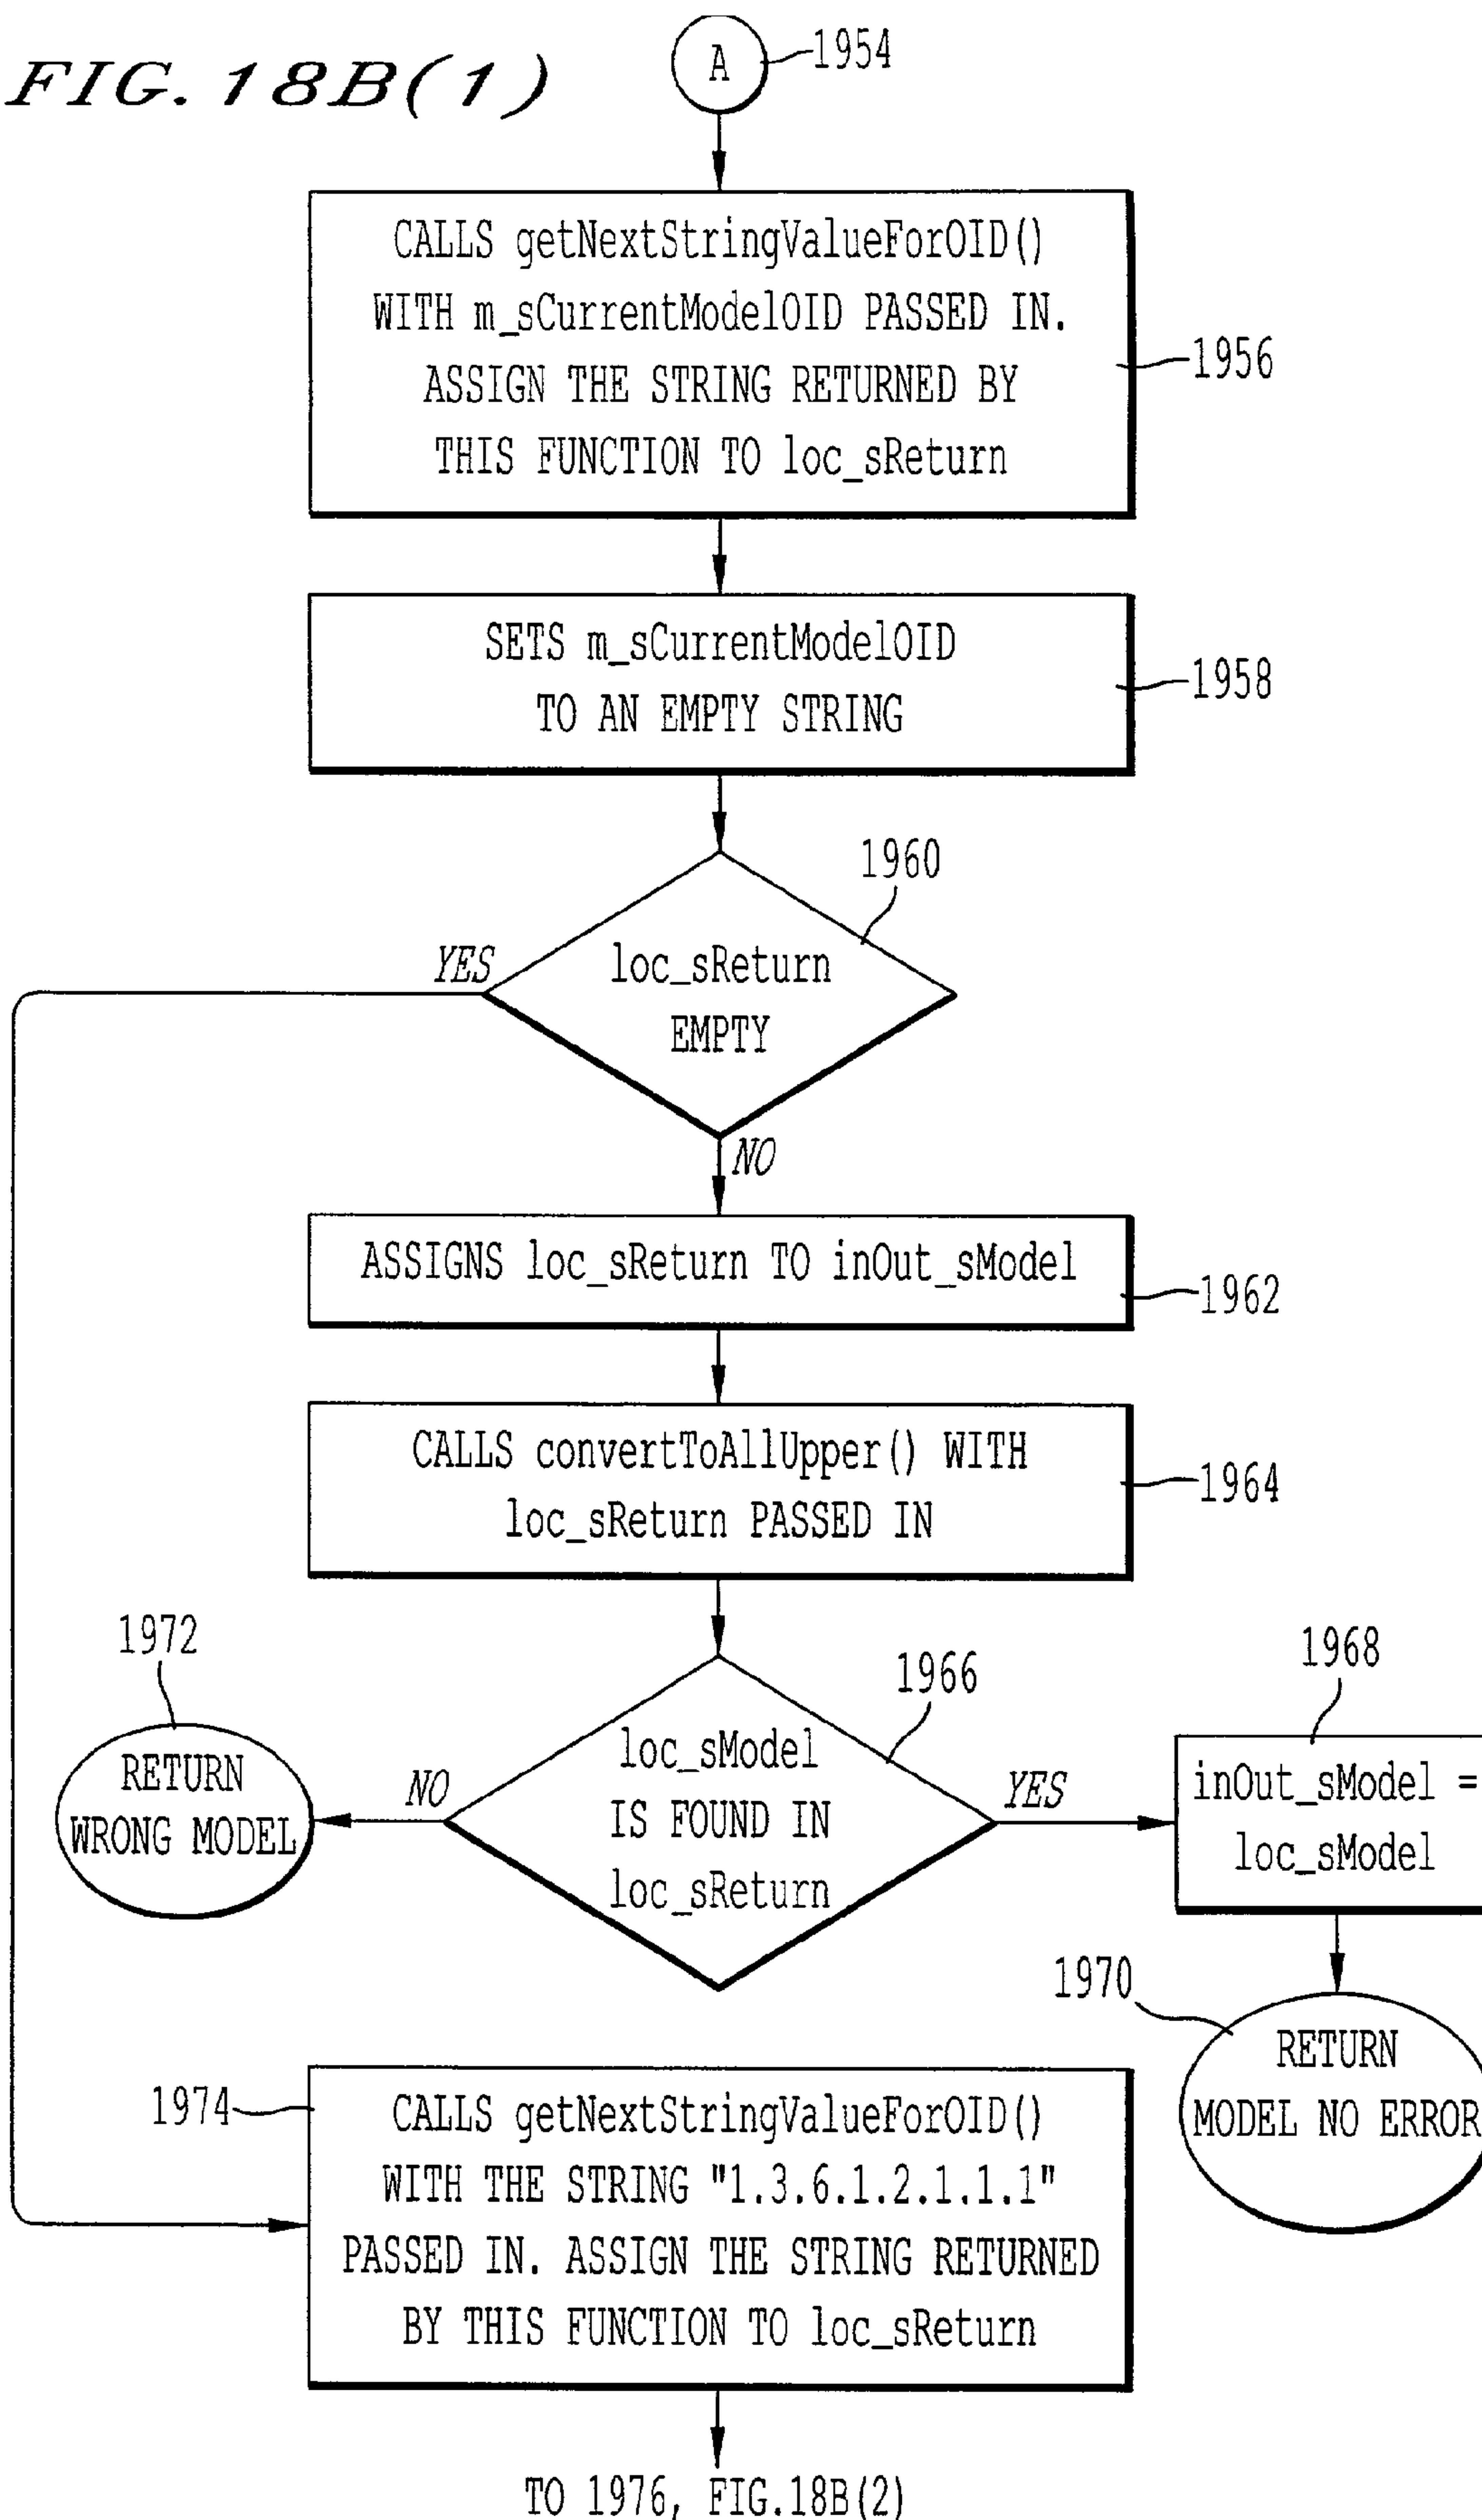 FIG. 18B(1)
A
1954
CALLS getNextStringValueForOID()
WITH m_sCurrentModelOID PASSED IN.
ASSIGN THE STRING RETURNED BY
THIS FUNCTION TO loc_sReturn
1956
SETS m_sCurrentModelOID
TO AN EMPTY STRING
1958
1960
YES
loc_sReturn
EMPTY
NO
ASSIGNS loc_sReturn TO inOut_sModel
1962
CALLS convertToAllUpper() WITH
loc_sReturn PASSED IN
1964
1972
1966
1968
RETURN
WRONG MODEL
NO
loc_sModel
IS FOUND IN
loc_sReturn
YES
inOut_sModel =
loc_sModel
1970
RETURN
MODEL NO ERROR
1974
CALLS getNextStringValueForOID()
WITH THE STRING "1.3.6.1.2.1.1.1"
PASSED IN. ASSIGN THE STRING RETURNED
BY THIS FUNCTION TO loc_sReturn
TO 1976, FIG.18B(2)